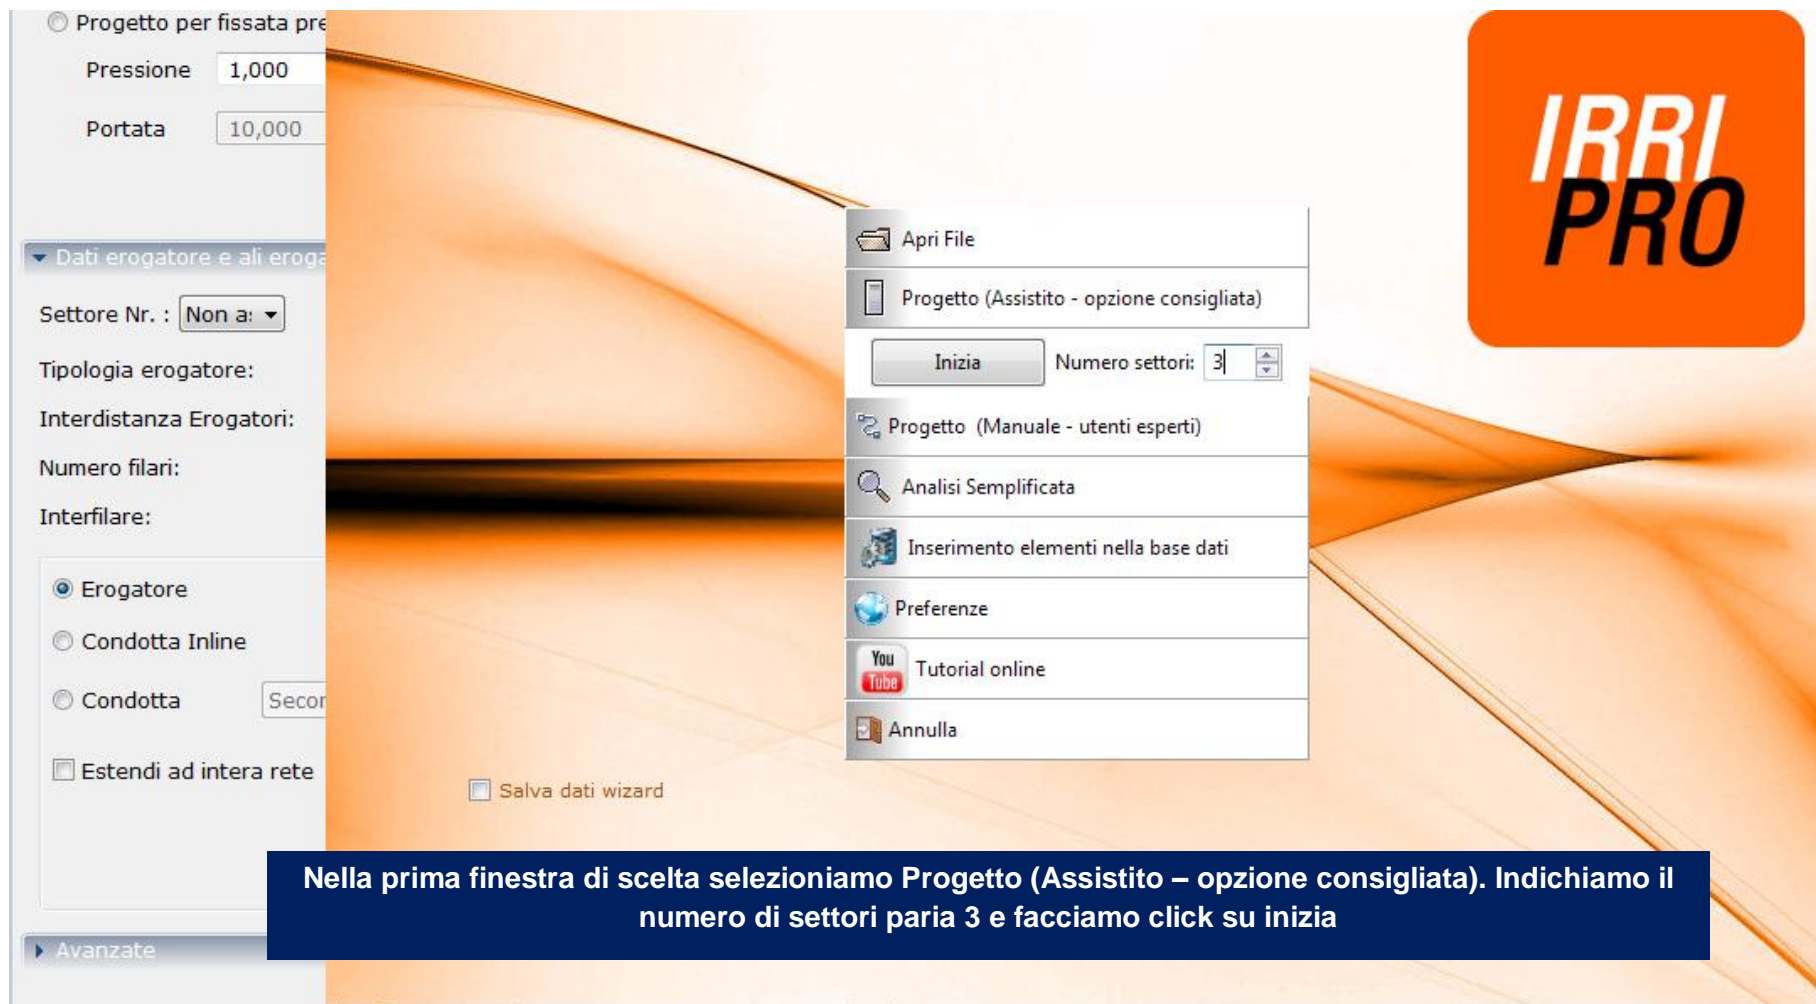 Progetto per fissata pre
Pressione 1,000
Portata 10,000
Dati erogatore e ali eroga
Settore Nr. : Non a:
Tipologia erogatore:
Interdistanza Erogatori:
Numero filari:
Interfilare:
Erogatore
Condotta Inline
Condotta Secor
Estendi ad intera rete
Avanzate
IRRI
PRO
Apri File
Progetto (Assistito - opzione consigliata)
Inizia Numero settori: 3
Progetto (Manuale - utenti esperti)
Analisi Semplificata
Inserimento elementi nella base dati
Preferenze
You
Tube
Tutorial online
Annulla
Salva dati wizard
Nella prima finestra di scelta selezioniamo Progetto (Assistito – opzione consigliata). Indichiamo il
numero di settori paria 3 e facciamo click su inizia